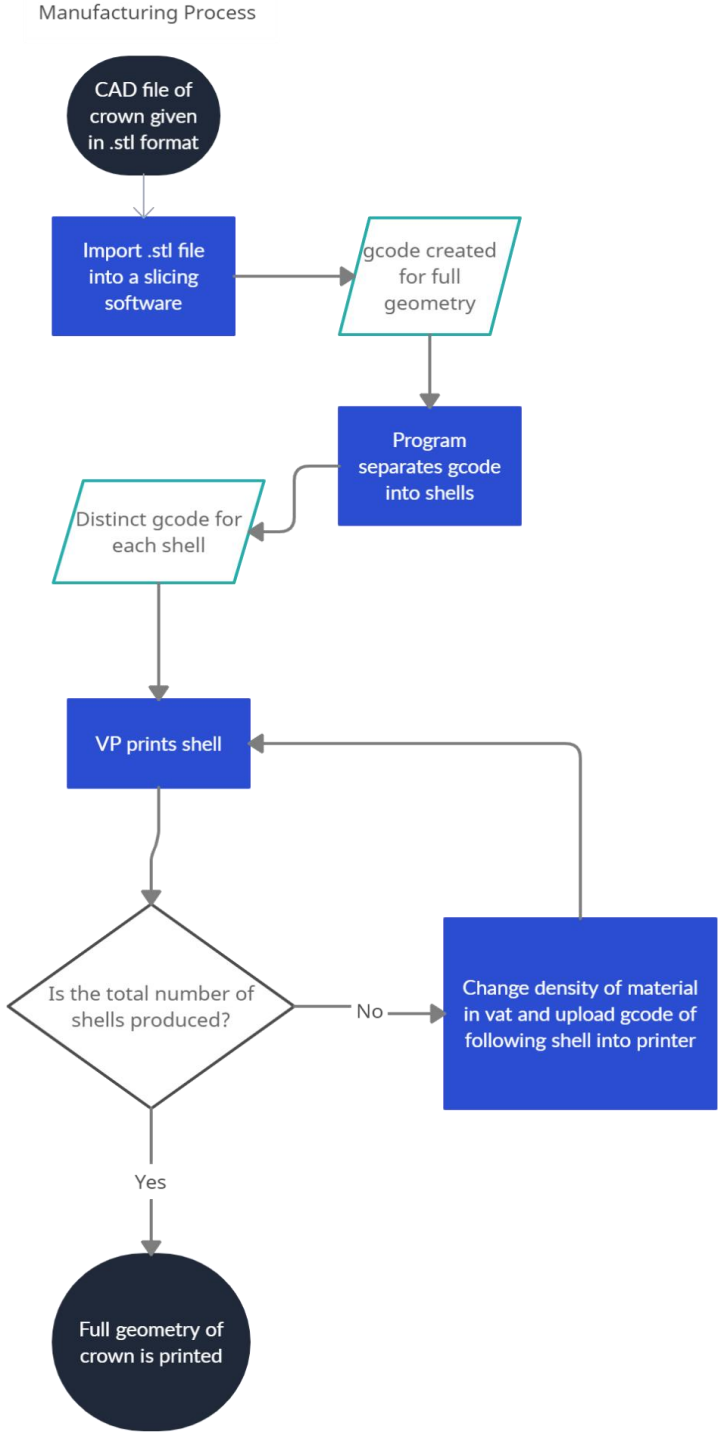 Manufacturing Process
CAD file of
crown given
in .stl format
Import .stl file
into a slicing
software
gcode created
for full
geometry
Program
separates gcode
into shells
Distinct gcode for
each shell
VP prints shell
Is the total number of
shells produced?
No
Change density of material
in vat and upload gcode of
following shell into printer
Yes
Full geometry of
crown is printed